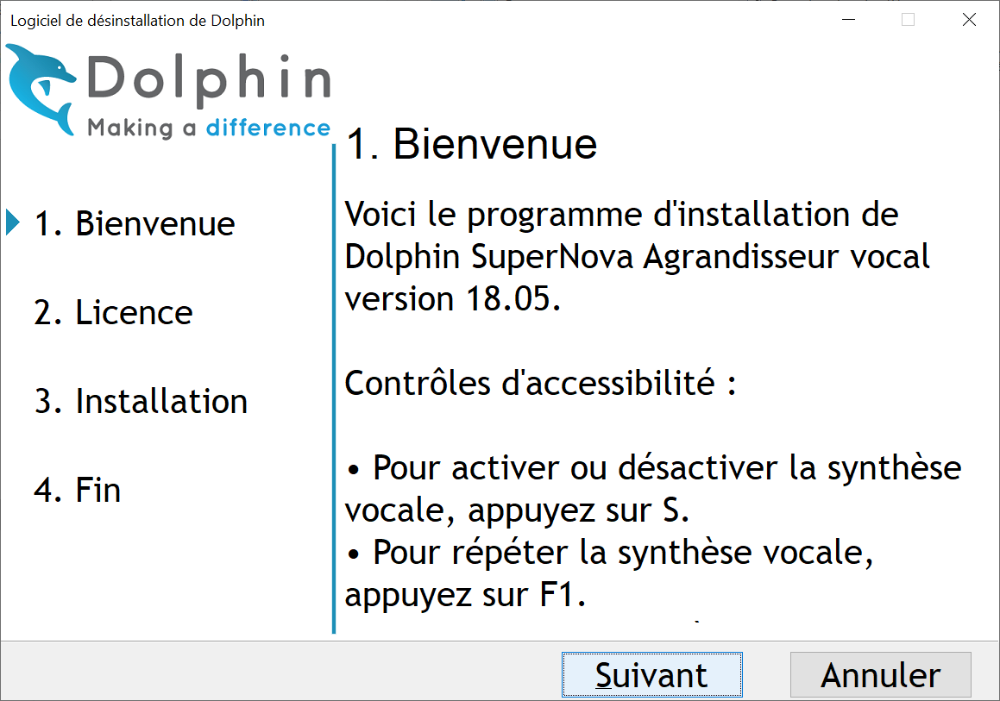 Logiciel de désinstallation de Dolphin
Dolphin
Making a difference
1. Bienvenue
2. Licence
3. Installation
4. Fin
1. Bienvenue
Voici le programme d'installation de
Dolphin SuperNova Agrandisseur vocal
version 18.05.
Contrôles d'accessibilité :
• Pour activer ou désactiver la synthèse
vocale, appuyez sur S.
• Pour répéter la synthèse vocale,
appuyez sur F1.
Suivant
Annuler